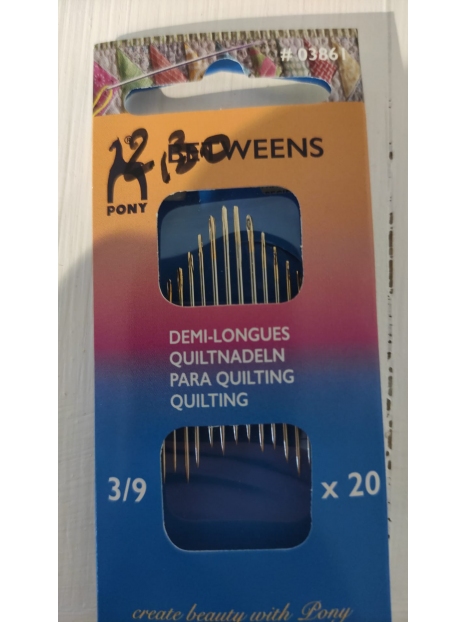 # 03861
12,30
BETWEENS
PONY
DEMI-LONGUES
QUILTNADELN
PARA QUILTING
QUILTING
3/9
x 20
create beauty with Pony